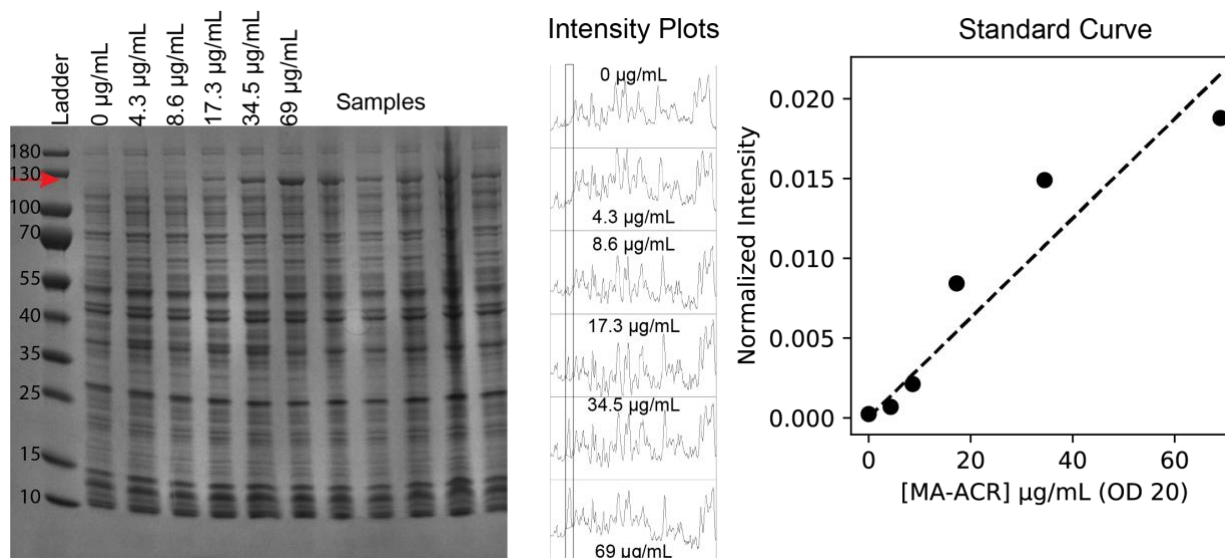 Ladder
0 µg/mL
4.3 µg/mL
8.6 µg/mL
17.3 µg/mL
34.5 µg/mL
69 µg/mL
Samples
180
130
100
70
55
40
35
25
15
10
Intensity Plots
0 µg/mL
4.3 µg/mL
8.6 µg/mL
17.3 µg/mL
34.5 µg/mL
69 µg/mL
Standard Curve
Normalized Intensity
0.020
0.015
0.010
0.005
0.000
0 20 40 60
[MA-ACR] µg/mL (OD 20)